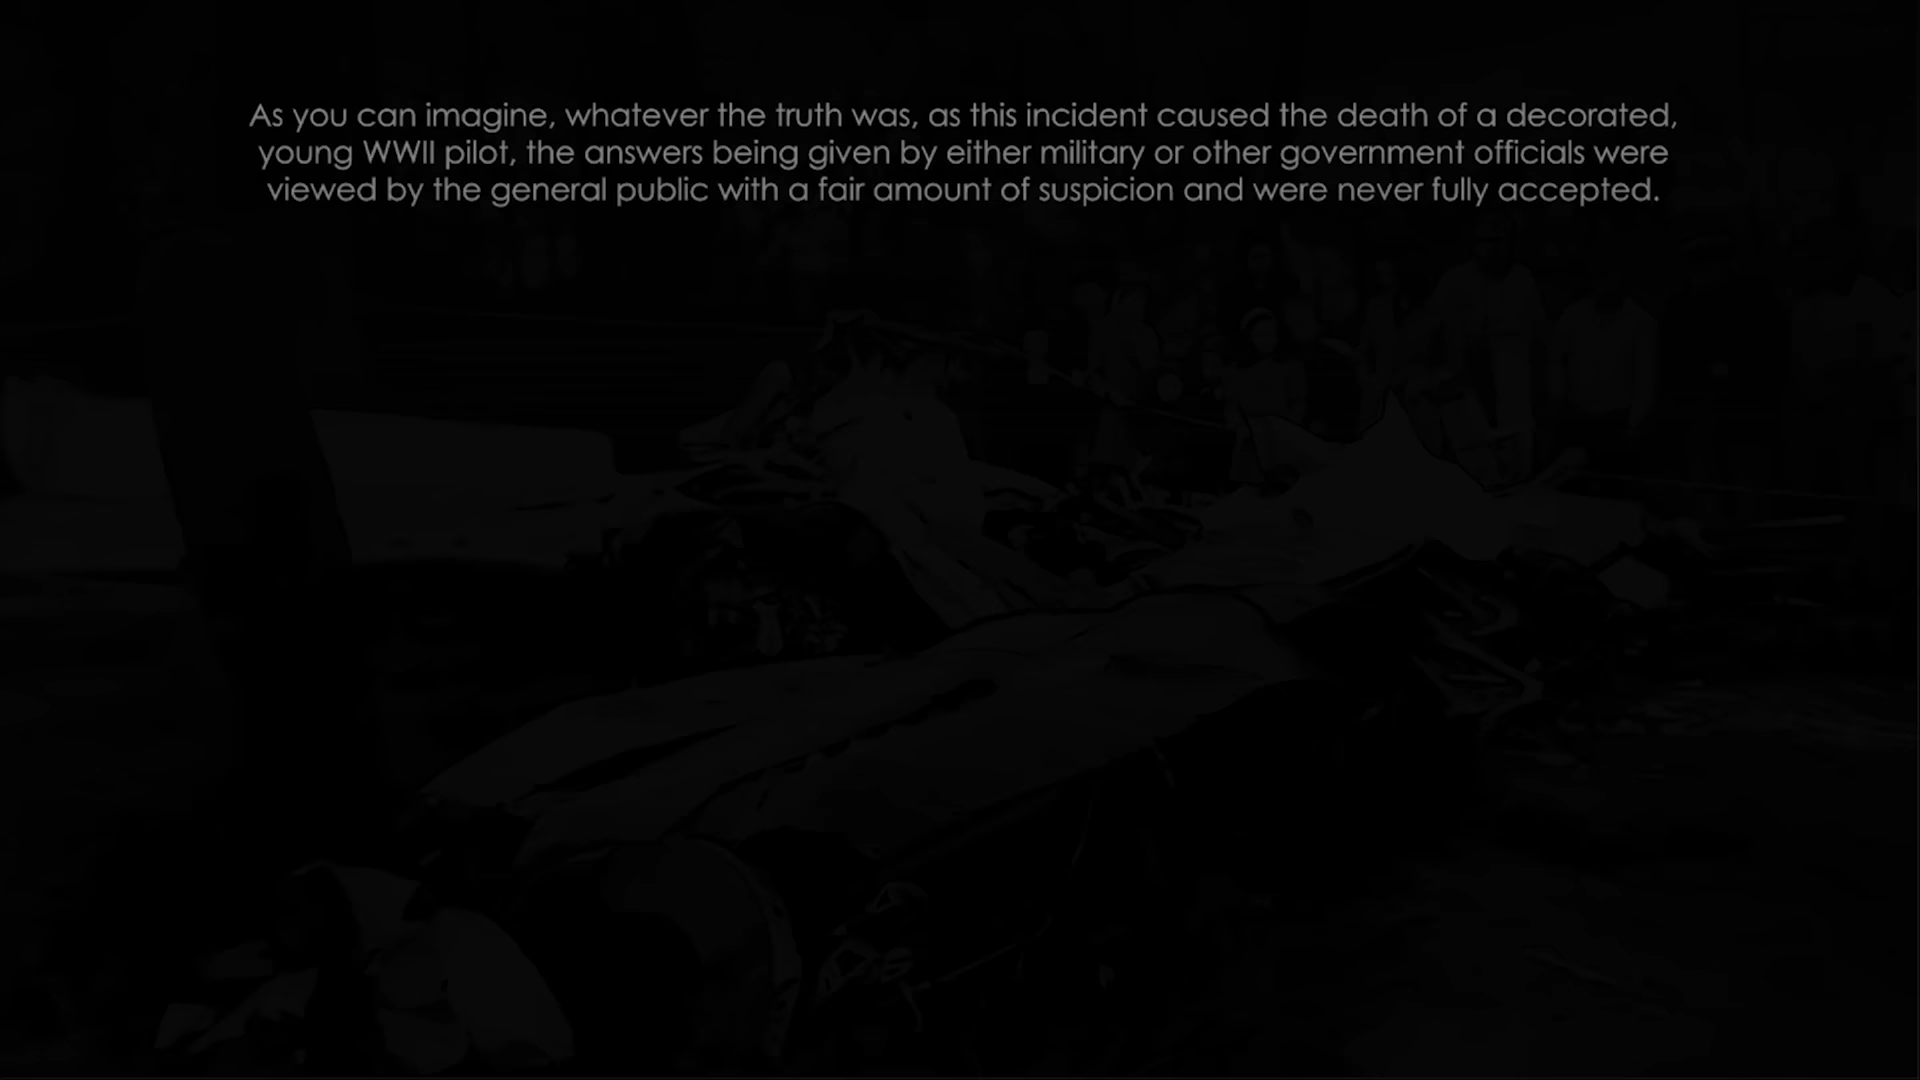 As you can imagine, whatever the truth was, as this incident caused the death of a decorated,
young WWII pilot, the answers being given by either military or other government officials were
viewed by the general public with a fair amount of suspicion and were never fully accepted.